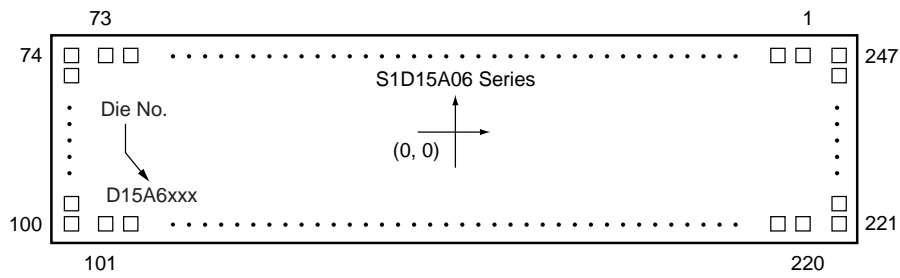 73 1
74 247
S1D15A06 Series
Die No.
(0, 0)
D15A6xxx
100 221
101 220